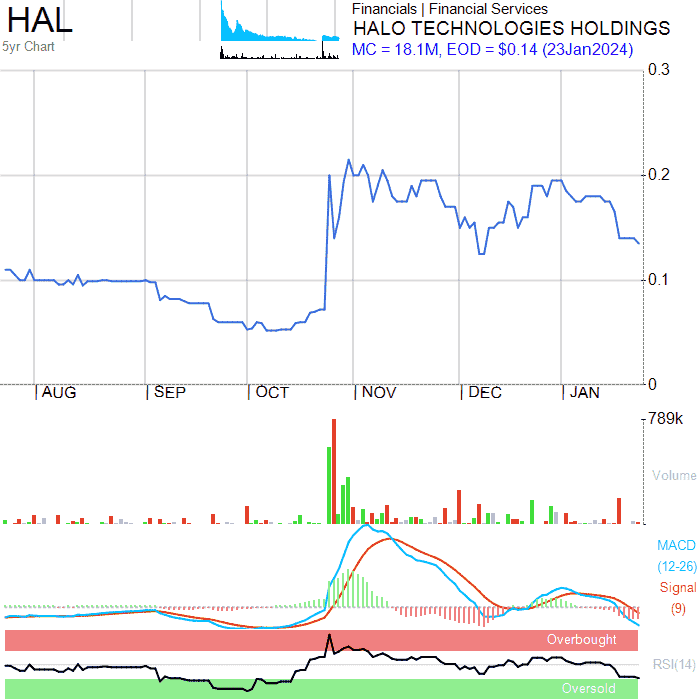 HAL
5yr Chart
Financials | Financial Services
HALO TECHNOLOGIES HOLDINGS
MC = 18.1M, EOD = $0.14 (23Jan2024)
0.3
0.2
0.1
0
AUG
SEP
OCT
NOV
DEC
JAN
789k
Volume
MACD
(12-26)
Signal
(9)
Overbought
RSI(14)
Oversold